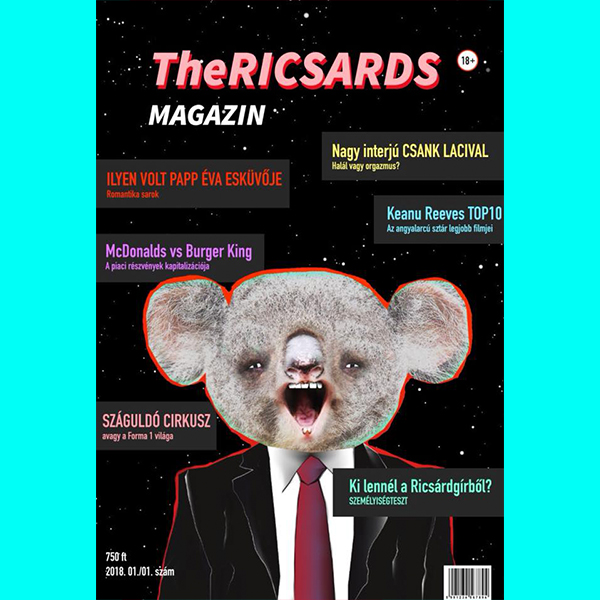 TheRICSARDS
18+
MAGAZIN
Nagy interjú CSANK LACIVAL
Halál vagy orgazmus?
ILYEN VOLT PAPP ÉVA ESKÜVŐJE
Romantika sarok
Keanu Reeves TOP10
Az angyalarcú sztár legjobb filmjei
McDonalds vs Burger King
A piaci részvények kapitalizációja
SZÁGULDÓ CIRKUSZ
avagy a Forma 1 világa
Ki lennél a Ricsárdgírből?
SZEMÉLYISÉGTESZT
750 ft
2018. 01./01. szám